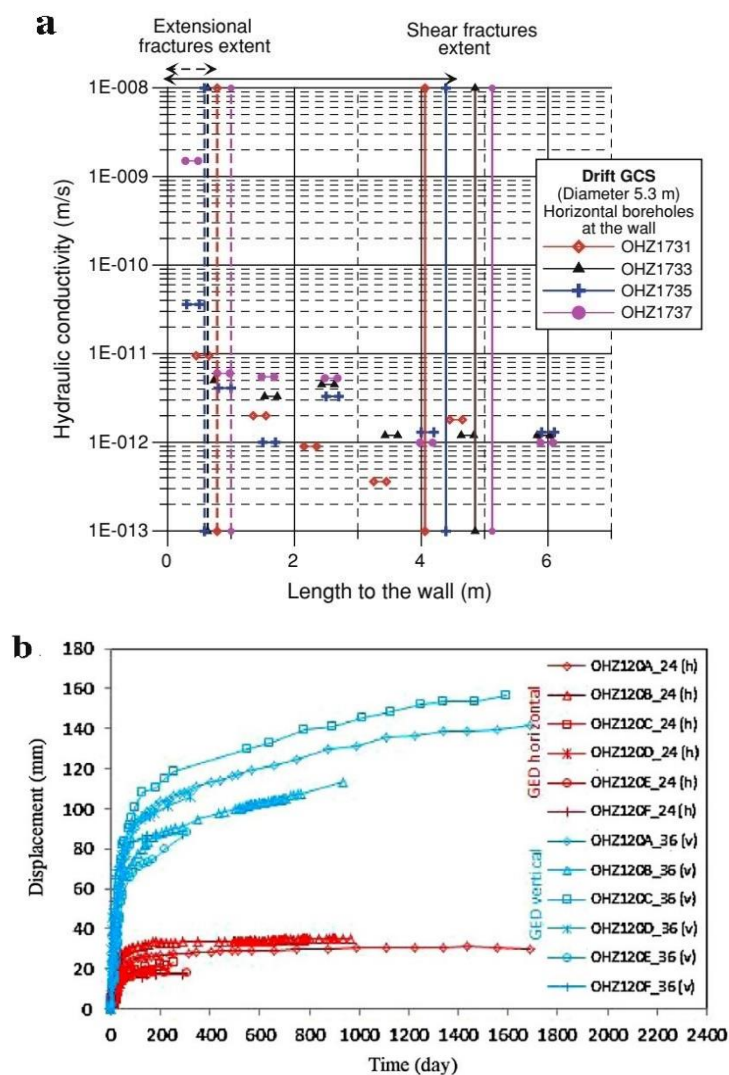 a
Extensional
fractures extent
Shear fractures
extent
1E-008
1E-009
1E-010
1E-011
1E-012
1E-013
Hydraulic conductivity (m/s)
0
2
4
6
Length to the wall (m)
Drift GCS
(Diameter 5.3 m)
Horizontal boreholes
at the wall
OHZ1731
OHZ1733
OHZ1735
OHZ1737
b
180
160
140
120
100
80
60
40
20
0
Displacement (mm)
0 200 400 600 800 1000 1200 1400 1600 1800 2000 2200 2400
Time (day)
GED horizontal
GED vertical
OHZ120A_24 (h)
OHZ120B_24 (h)
OHZ120C_24 (h)
OHZ120D_24 (h)
OHZ120E_24 (h)
OHZ120F_24 (h)
OHZ120A_36 (v)
OHZ120B_36 (v)
OHZ120C_36 (v)
OHZ120D_36 (v)
OHZ120E_36 (v)
OHZ120F_36 (v)